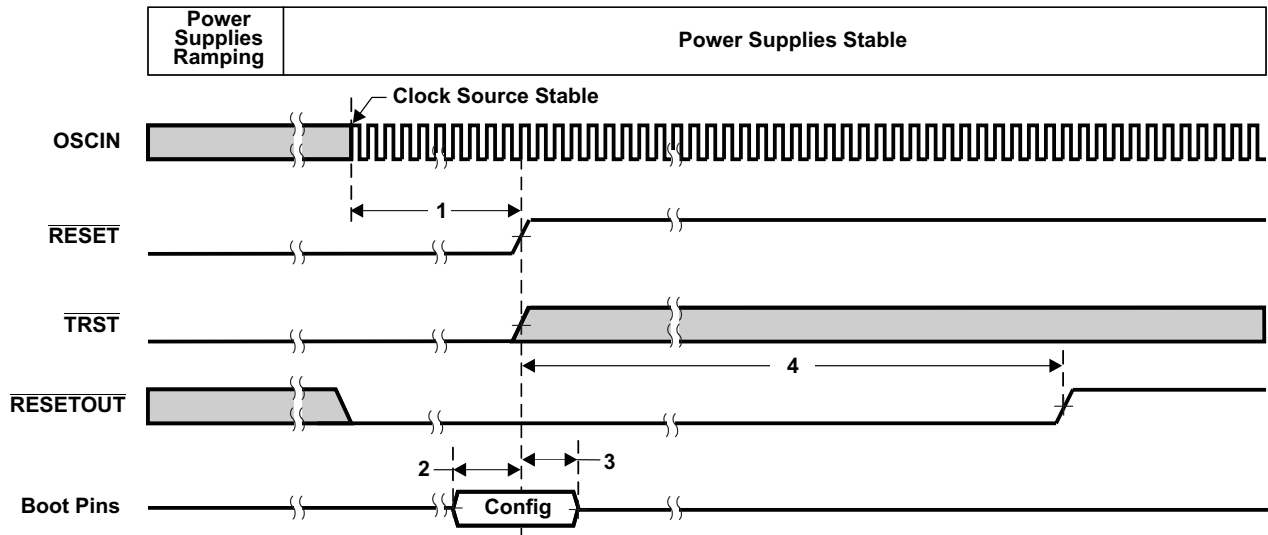 Power
Supplies
Ramping
Power Supplies Stable
Clock Source Stable
OSCIN
1
RESET
TRST
4
RESETOUT
2
3
Boot Pins
Config